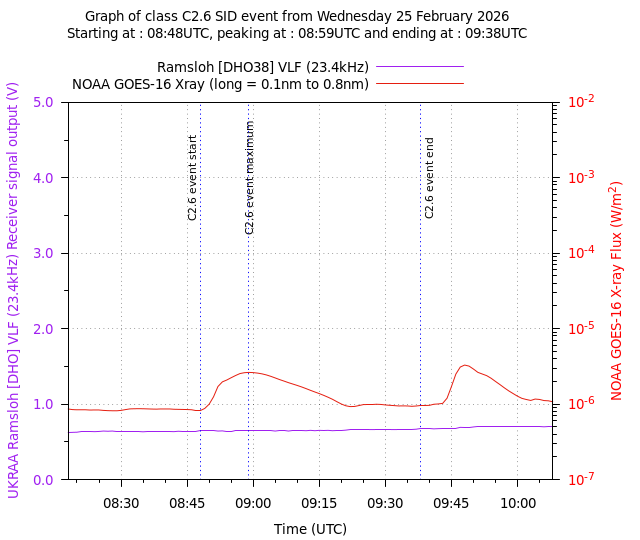 Graph of class C2.6 SID event from Wednesday 25 February 2026
Starting at : 08:48UTC, peaking at : 08:59UTC and ending at : 09:38UTC
Ramsloh [DHO38] VLF (23.4kHz)
NOAA GOES-16 Xray (long = 0.1nm to 0.8nm)
UKRAA Ramsloh [DHO] VLF (23.4kHz) Receiver signal output (V)
5.0
4.0
3.0
2.0
1.0
0.0
C2.6 event start
C2.6 event maximum
C2.6 event end
10^-2
10^-3
10^-4
10^-5
10^-6
10^-7
NOAA GOES-16 X-ray Flux (W/m²)
08:30 08:45 09:00 09:15 09:30 09:45 10:00
Time (UTC)